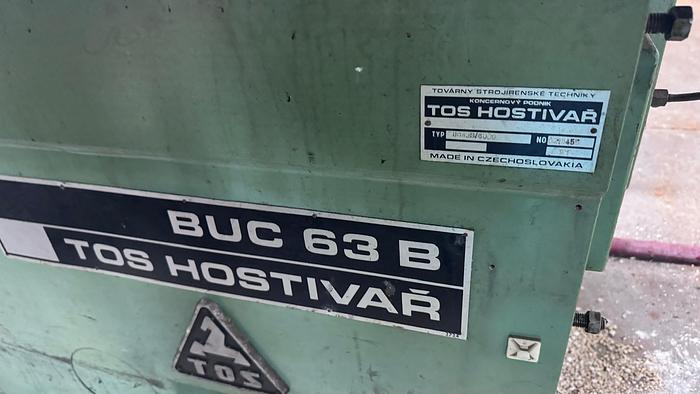 TOVÁRNY STROJÍRENSKÉ TECHNIKY
KONCERNOVÝ PODNIK
TOS HOSTIVAŘ
TYP
NO
MADE IN CZECHOSLOVAKIA
BUC 63 B
TOS HOSTIVAŘ
TOS